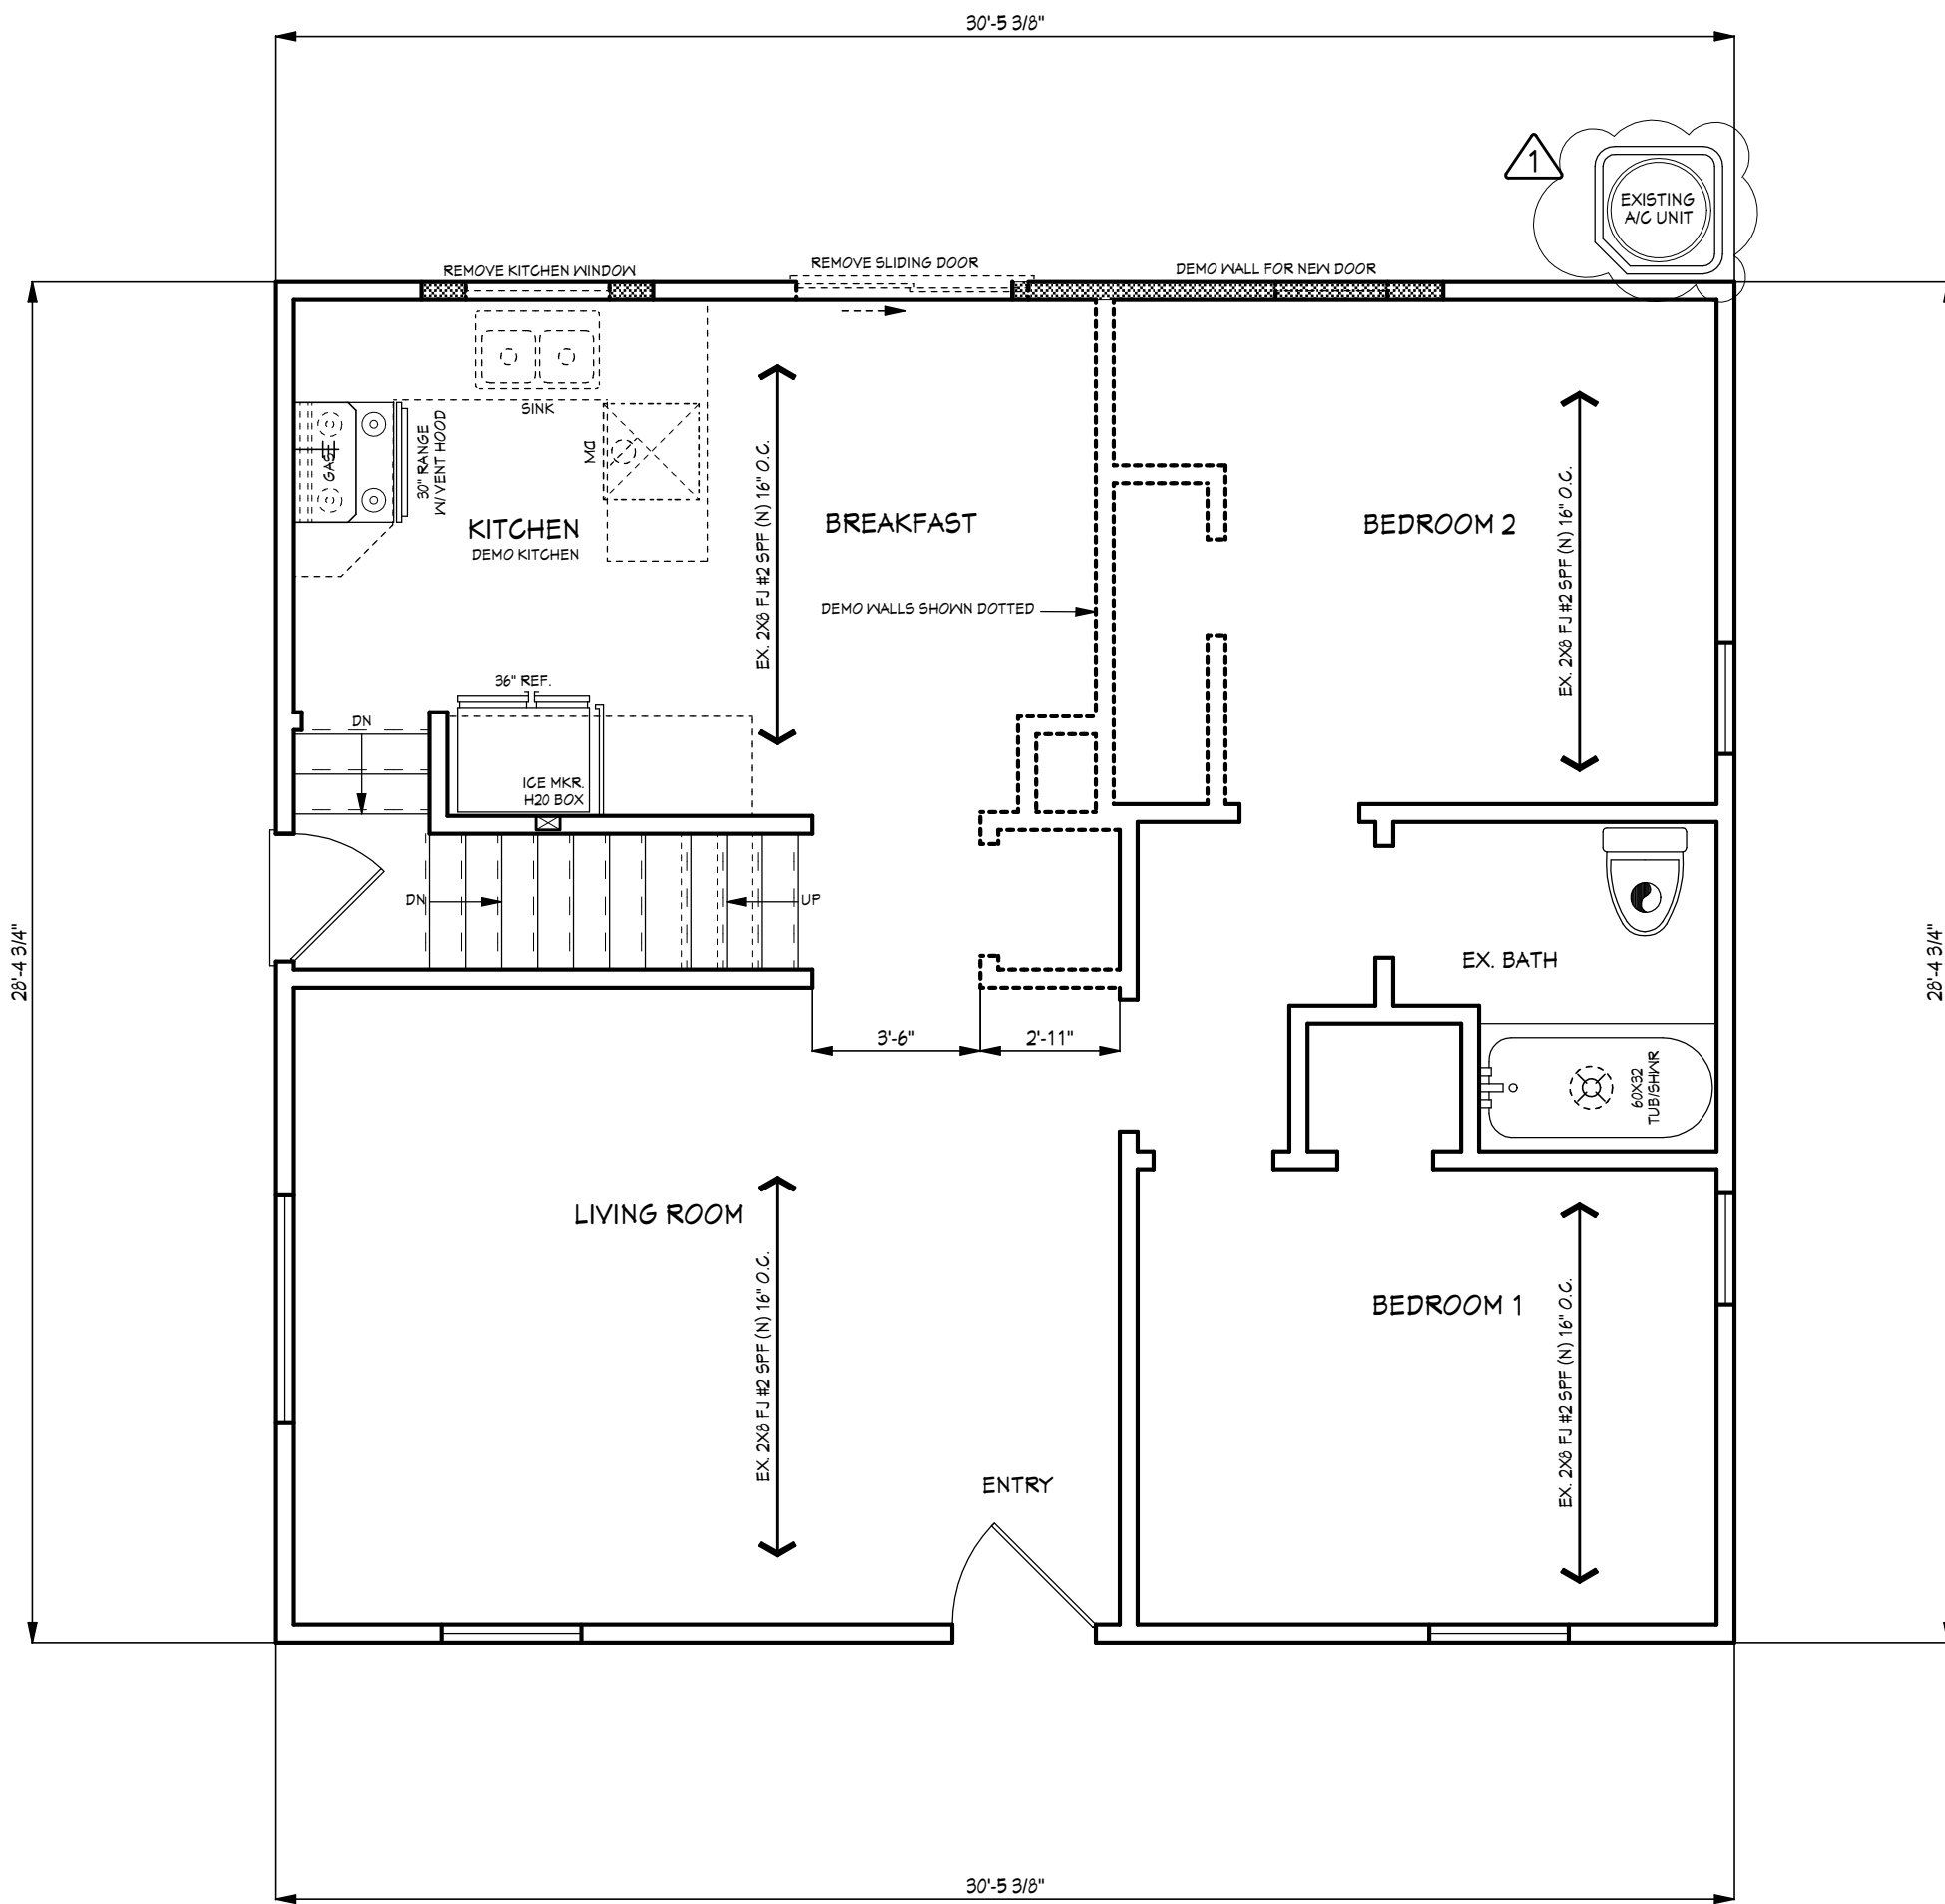 30'-5 3/8"
1
EXISTING
A/C UNIT
REMOVE KITCHEN WINDOW
REMOVE SLIDING DOOR
DEMO WALL FOR NEW DOOR
SINK
GAS
30" RANGE
W/ VENT HOOD
DW
KITCHEN
DEMO KITCHEN
BREAKFAST
BEDROOM 2
EX. 2X8 FJ #2 SPF (N) 16" O.C.
EX. 2X8 FJ #2 SPF (N) 16" O.C.
DEMO WALLS SHOWN DOTTED
36" REF.
DN
ICE MKR.
H20 BOX
DN
UP
28'-4 3/4"
28'-4 3/4"
EX. BATH
3'-6"
2'-11"
60X32
TUB/SHWR
LIVING ROOM
EX. 2X8 FJ #2 SPF (N) 16" O.C.
BEDROOM 1
EX. 2X8 FJ #2 SPF (N) 16" O.C.
ENTRY
30'-5 3/8"